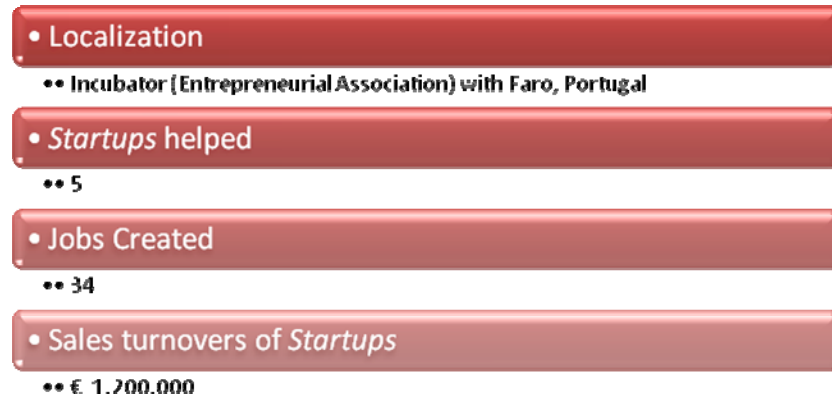 • Localization
•• Incubator (Entrepreneurial Association) with Faro, Portugal
• Startups helped
•• 5
• Jobs Created
•• 34
• Sales turnovers of Startups
•• € 1.200.000